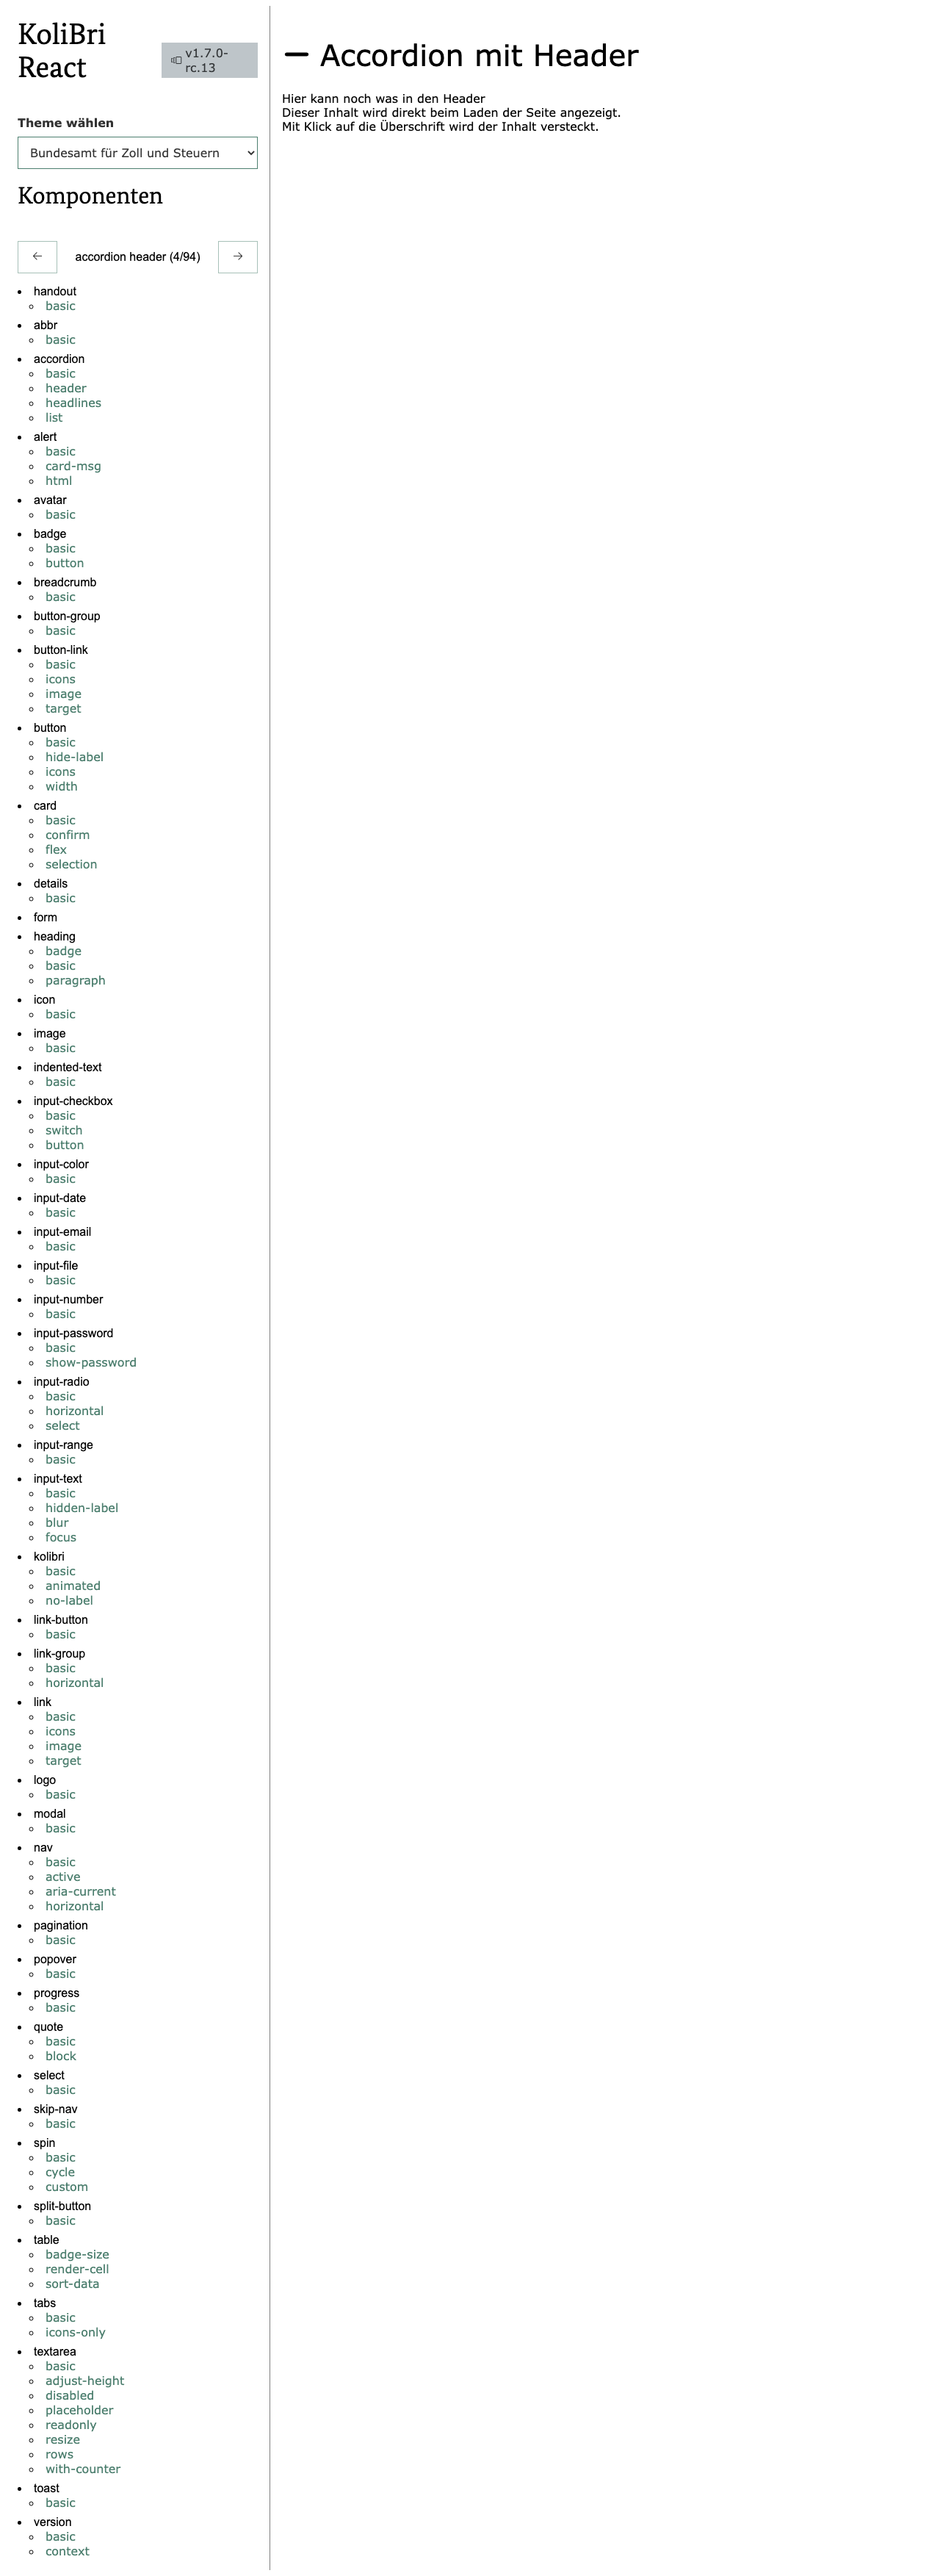 KoliBri
React
v1.7.0-
rc.13
Theme wählen
Bundesamt für Zoll und Steuern
Komponenten
← accordion header (4/94) →
handout
basic
abbr
basic
accordion
basic
header
headlines
list
alert
basic
card-msg
html
avatar
basic
badge
basic
button
breadcrumb
basic
button-group
basic
button-link
basic
icons
image
target
button
basic
hide-label
icons
width
card
basic
confirm
flex
selection
details
basic
form
heading
badge
basic
paragraph
icon
basic
image
basic
indented-text
basic
input-checkbox
basic
switch
button
input-color
basic
input-date
basic
input-email
basic
input-file
basic
input-number
basic
input-password
basic
show-password
input-radio
basic
horizontal
select
input-range
basic
input-text
basic
hidden-label
blur
focus
kolibri
basic
animated
no-label
link-button
basic
link-group
basic
horizontal
link
basic
icons
image
target
logo
basic
modal
basic
nav
basic
active
aria-current
horizontal
pagination
basic
popover
basic
progress
basic
quote
basic
block
select
basic
skip-nav
basic
spin
basic
cycle
custom
split-button
basic
table
badge-size
render-cell
sort-data
tabs
basic
icons-only
textarea
basic
adjust-height
disabled
placeholder
readonly
resize
rows
with-counter
toast
basic
version
basic
context
Accordion mit Header
Hier kann noch was in den Header
Dieser Inhalt wird direkt beim Laden der Seite angezeigt.
Mit Klick auf die Überschrift wird der Inhalt versteckt.